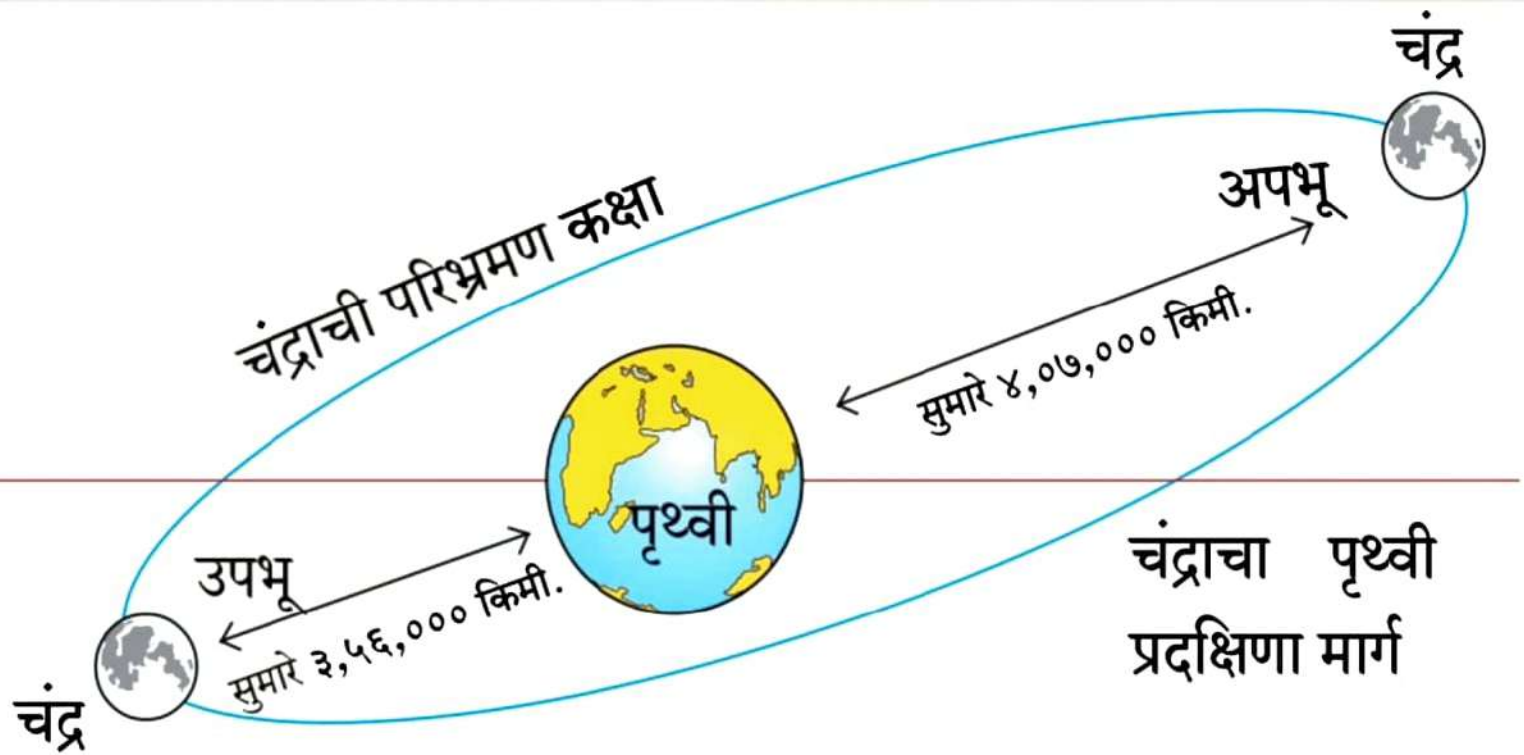 चंद्र
अपभू
चंद्राची परिभ्रमण कक्षा
सुमारे ४,०७,००० किमी.
पृथ्वी
उपभू
सुमारे ३,५६,००० किमी.
चंद्र
चंद्राचा पृथ्वी
प्रदक्षिणा मार्ग